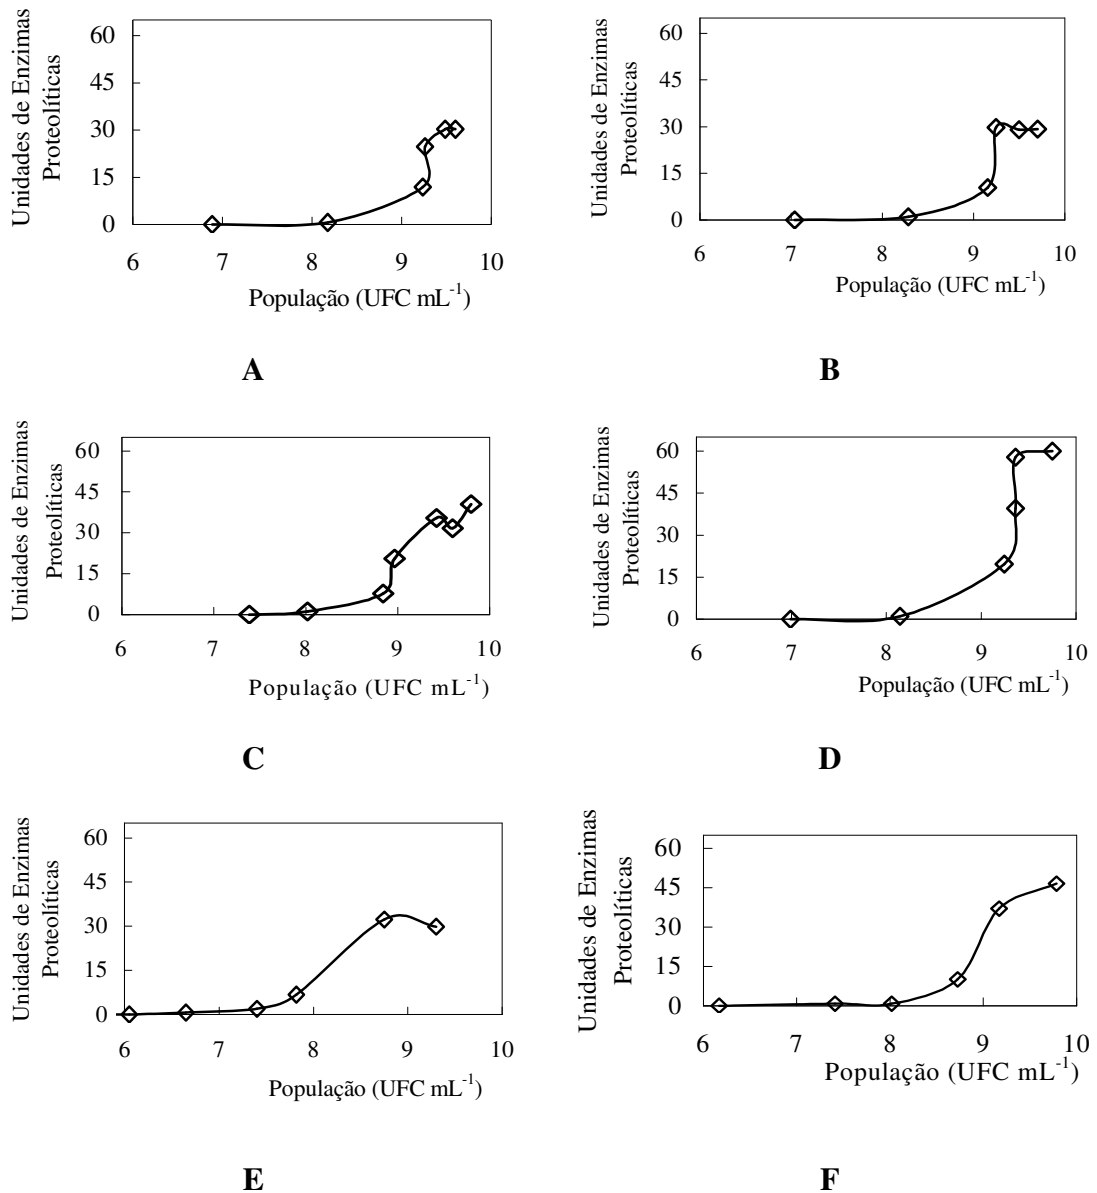 Unidades de Enzimas
Proteolíticas
60
45
30
15
0
6 7 8 9 10
População (UFC mL-1)
A
Unidades de Enzimas
Proteolíticas
60
45
30
15
0
6 7 8 9 10
População (UFC mL-1)
B
Unidades de Enzimas
Proteolíticas
60
45
30
15
0
6 7 8 9 10
População (UFC mL-1)
C
Unidades de Enzimas
Proteolíticas
60
45
30
15
0
6 7 8 9 10
População (UFC mL-1)
D
Unidades de Enzimas
Proteolíticas
60
45
30
15
0
6 7 8 9 10
População (UFC mL-1)
E
Unidades de Enzimas
Proteolíticas
60
45
30
15
0
6 7 8 9 10
População (UFC mL-1)
F